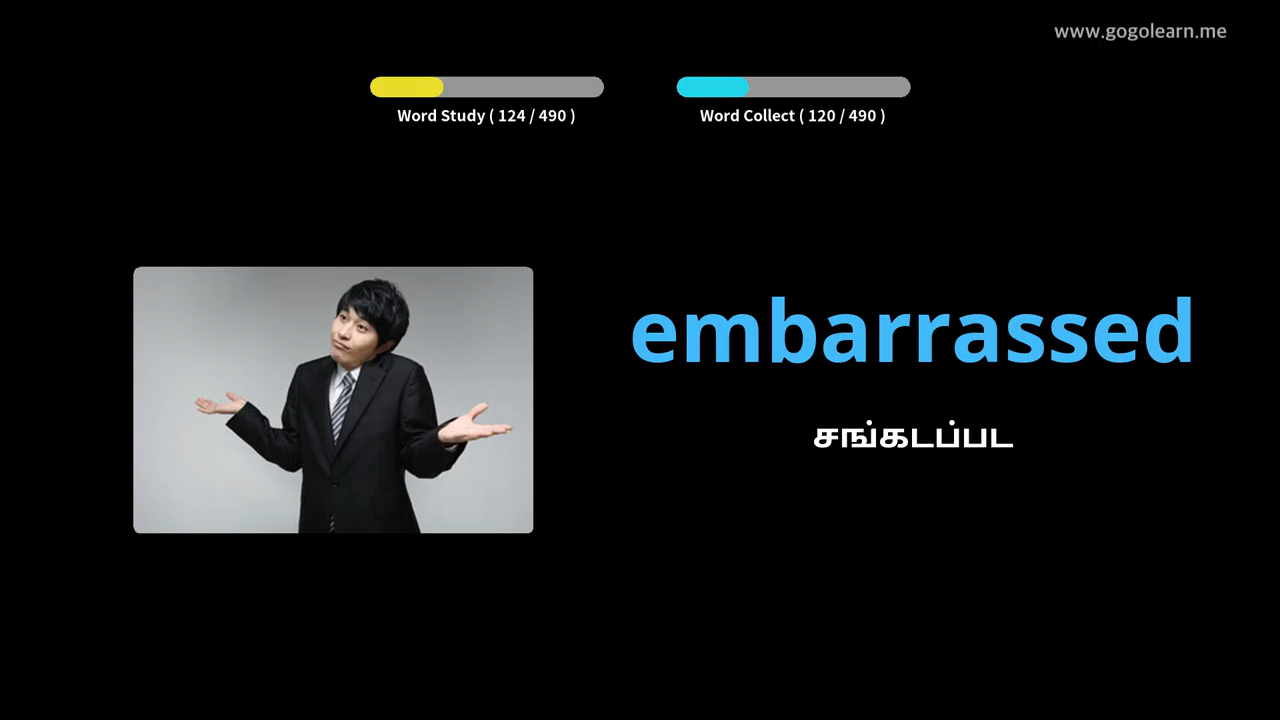 www.gogolearn.me
Word Study ( 124 / 490 )
Word Collect ( 120 / 490 )
embarrassed
சங்கடப்பட